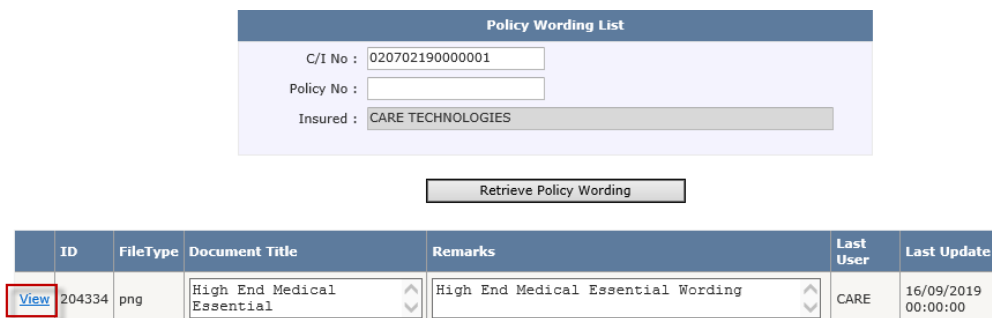 Policy Wording List
C/I No : 020702190000001
Policy No :
Insured : CARE TECHNOLOGIES
Retrieve Policy Wording
ID FileType Document Title Remarks Last User Last Update
View 204334 png High End Medical Essential High End Medical Essential Wording CARE 16/09/2019 00:00:00